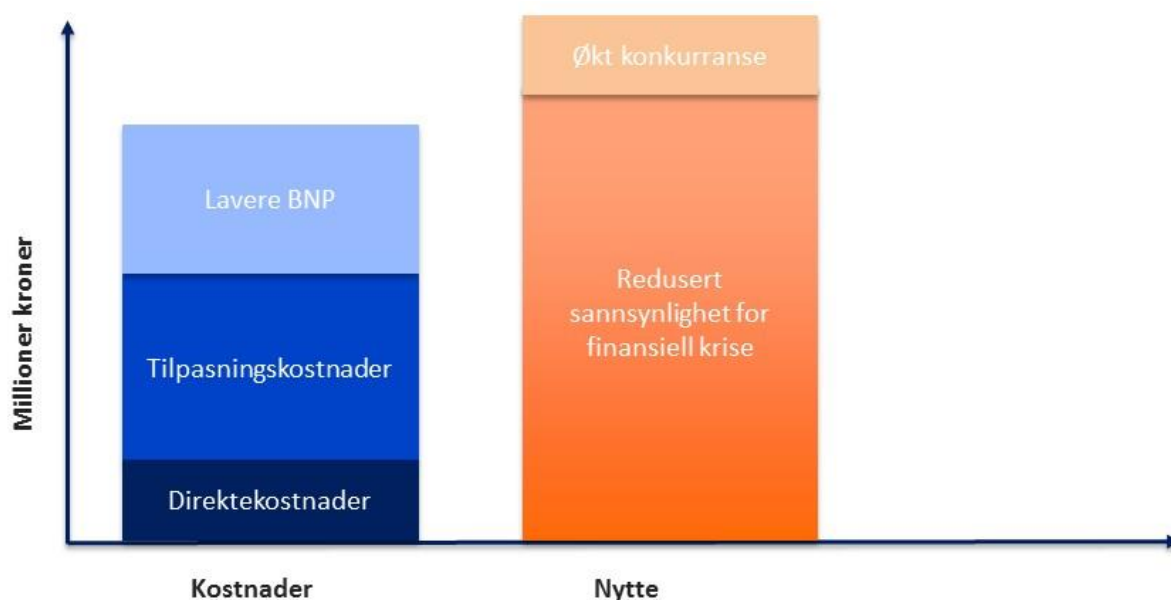 Millioner kroner
Lavere BNP
Tilpasningskostnader
Direktekostnader
Økt konkurranse
Redusert
sannsynlighet for
finansiell krise
Kostnader
Nytte